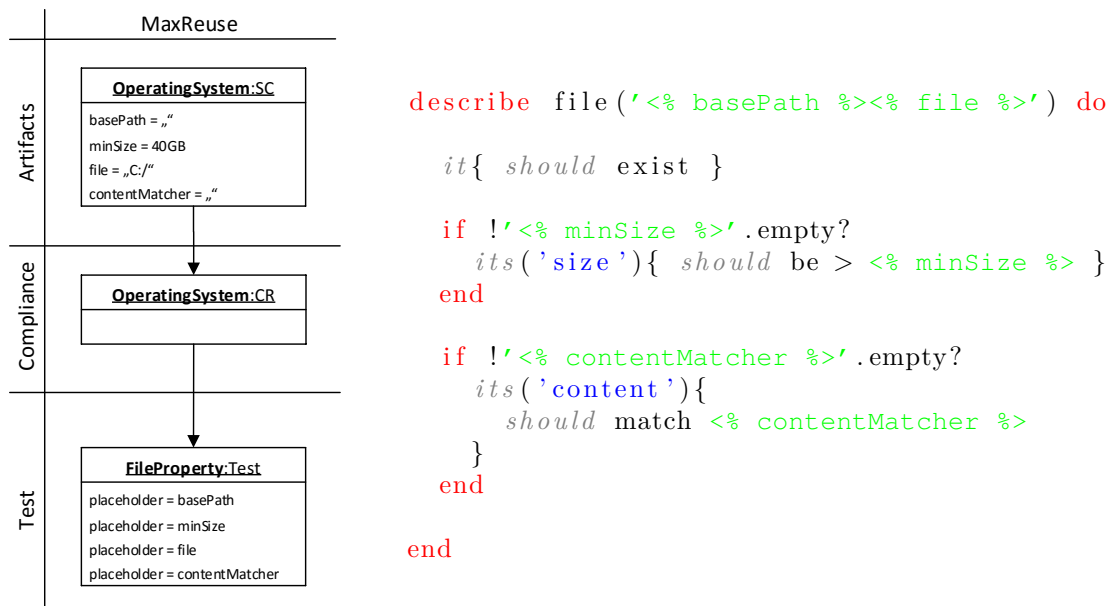 MaxReuse
Artifacts
OperatingSystem:SC
basePath = „“
minSize = 40GB
file = „C:/“
contentMatcher = „“
Compliance
OperatingSystem:CR
Test
FileProperty:Test
placeholder = basePath
placeholder = minSize
placeholder = file
placeholder = contentMatcher
describe file('<% basePath %><% file %>') do
it{ should exist }
if !'<% minSize %>'.empty?
its('size'){ should be > <% minSize %> }
end
if !'<% contentMatcher %>'.empty?
its('content'){
should match <% contentMatcher %>
}
end
end